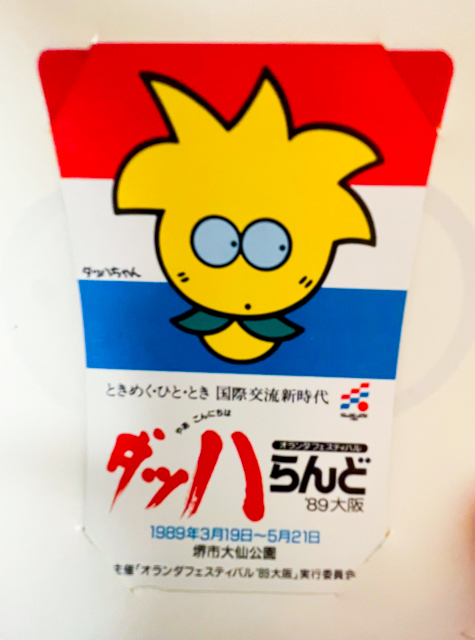 ダッハちゃん
ときめく・ひと・とき 国際交流新時代
やあ こんにちは
ダッハ
オランダフェスティバル
らんど
'89大阪
1989年3月19日〜5月21日
堺市大仙公園
主催「オランダフェスティバル'89大阪」実行委員会